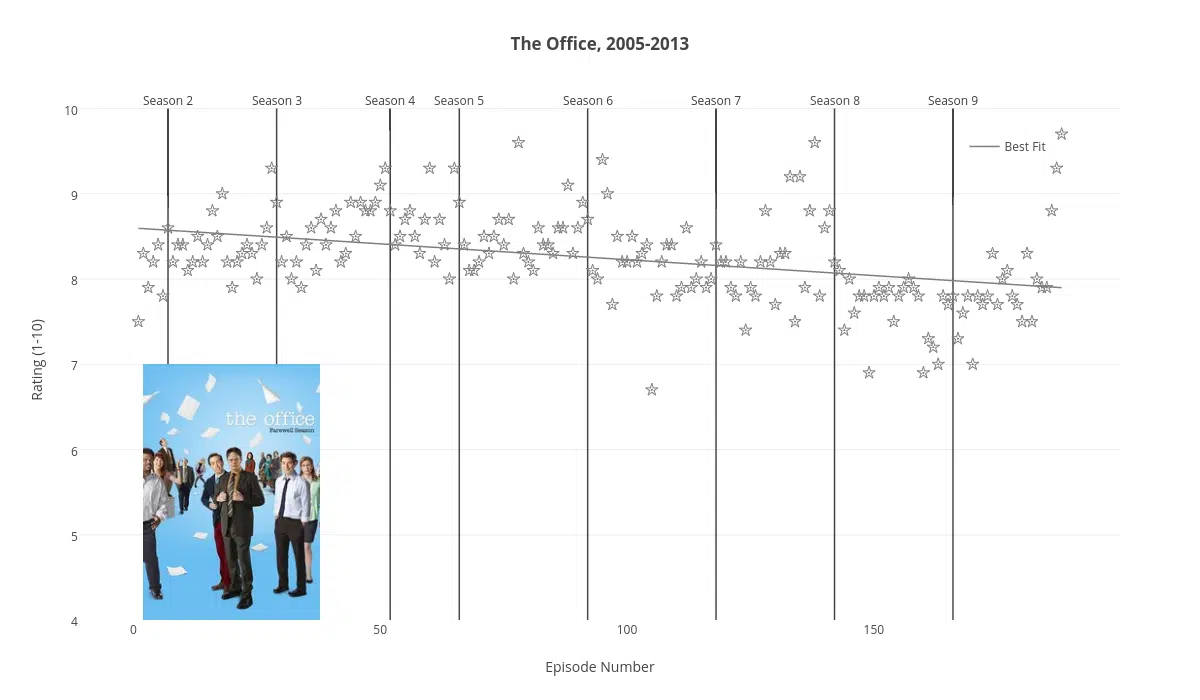 The Office, 2005-2013
Season 2
Season 3
Season 4
Season 5
Season 6
Season 7
Season 8
Season 9
Best Fit
10
9
8
7
6
5
4
Rating (1-10)
the office
Farewell Season
0
50
100
150
Episode Number